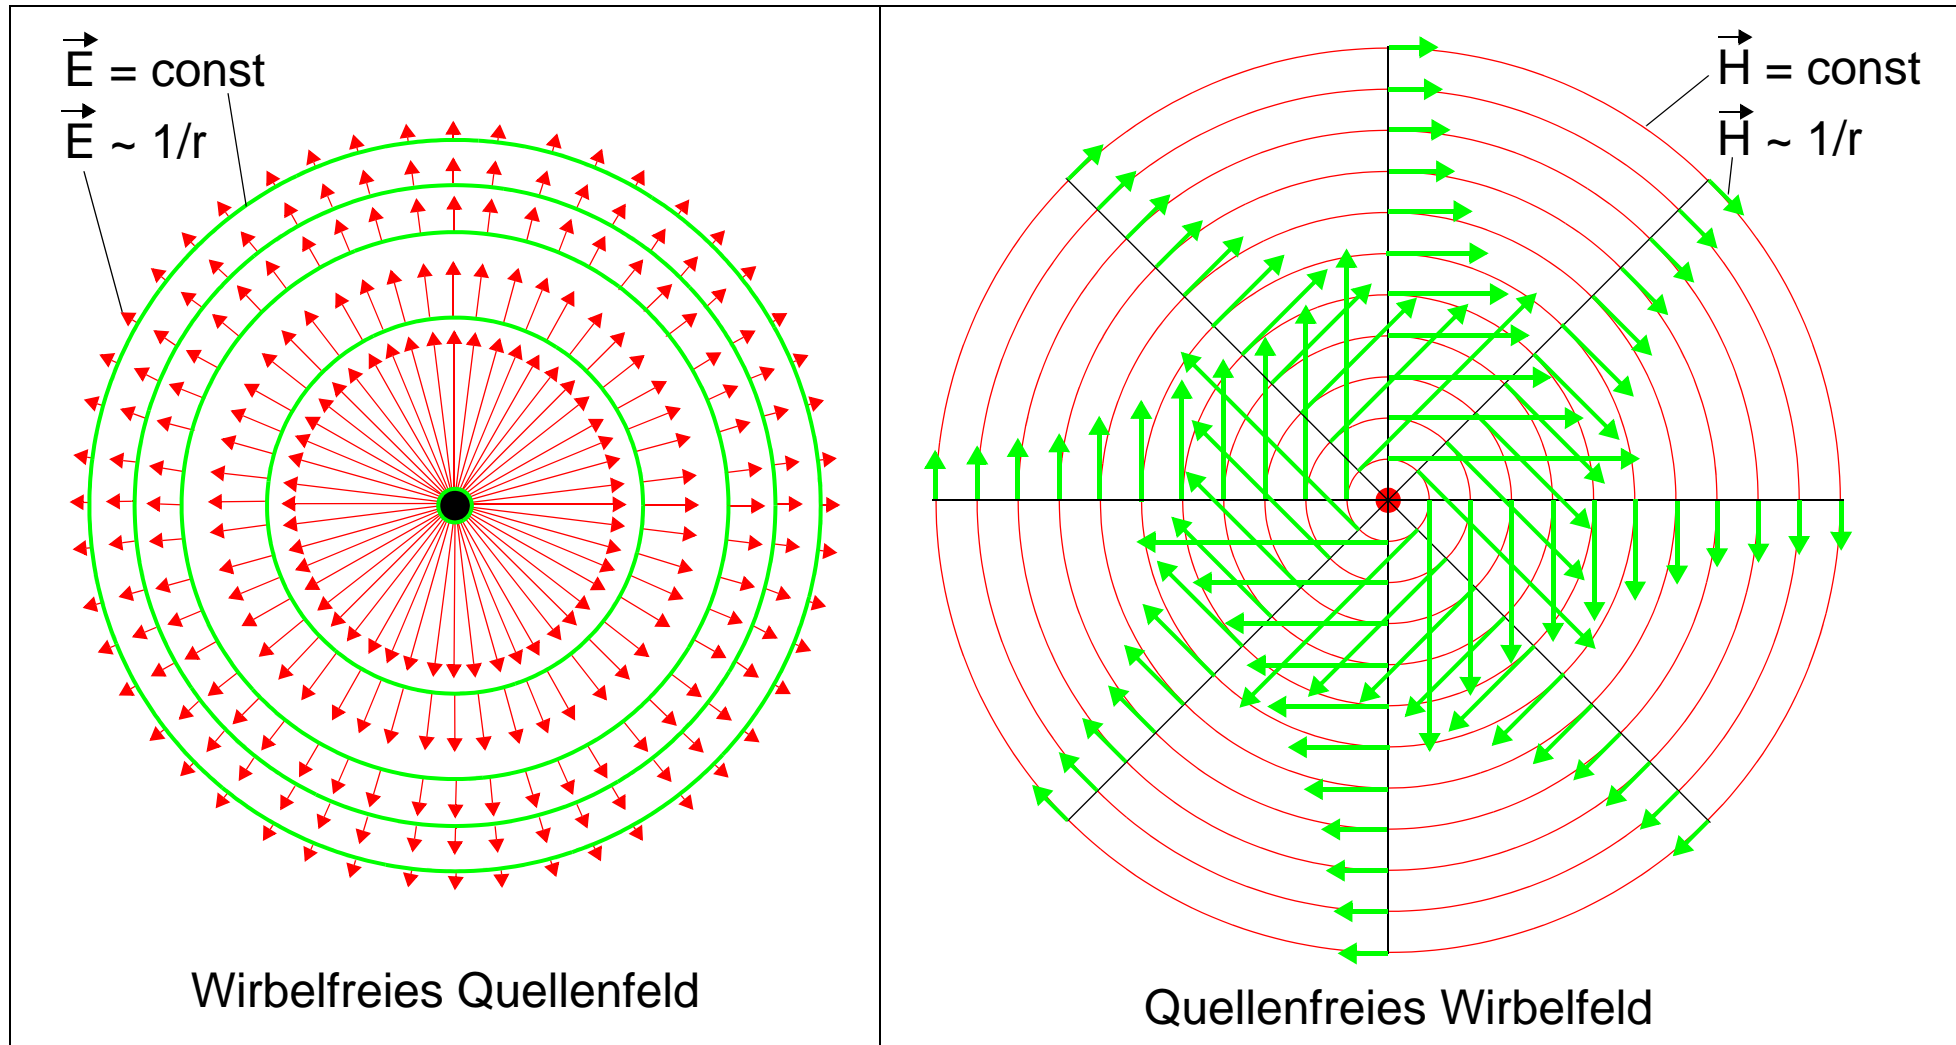 E⃗ = const
E⃗ ~ 1/r
Wirbelfreies Quellenfeld
H⃗ = const
H⃗ ~ 1/r
Quellenfreies Wirbelfeld